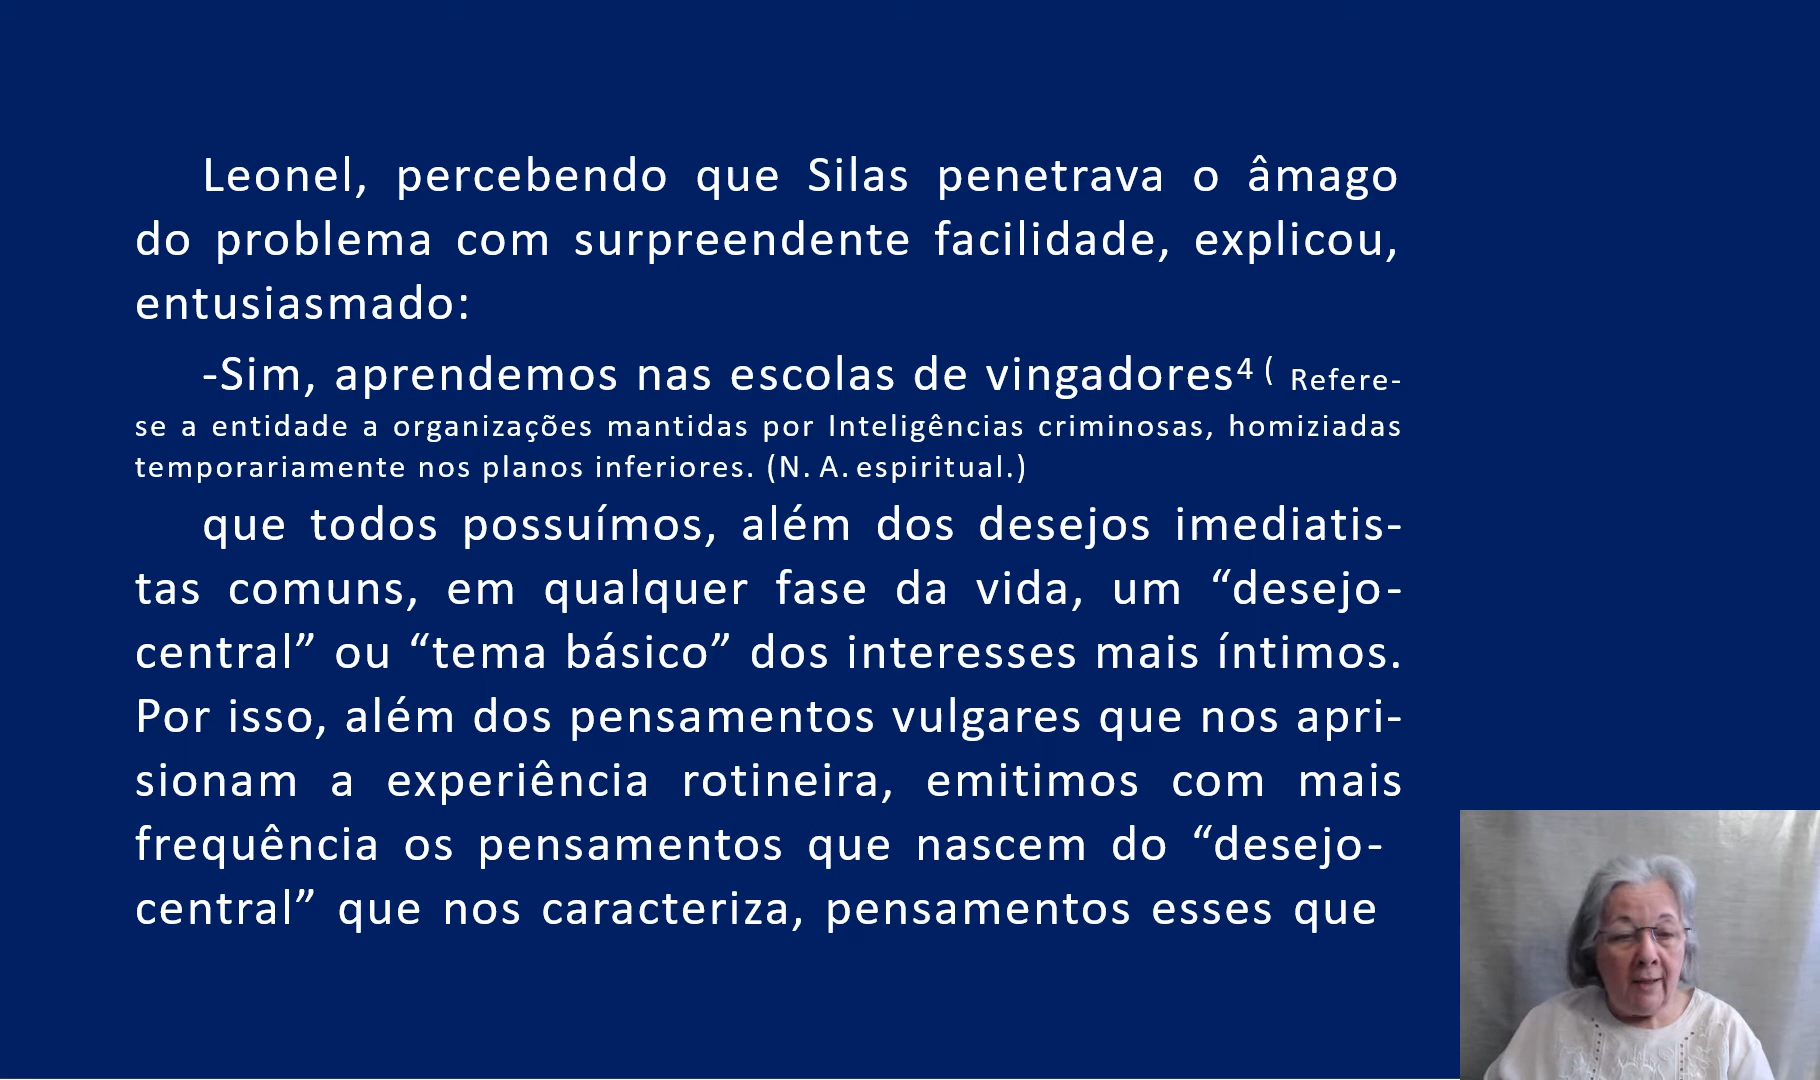 Leonel, percebendo que Silas penetrava o âmago
do problema com surpreendente facilidade, explicou,
entusiasmado:
-Sim, aprendemos nas escolas de vingadores4 ( Refere-
se a entidade a organizações mantidas por Inteligências criminosas, homiziadas
temporariamente nos planos inferiores. (N. A. espiritual.)
que todos possuímos, além dos desejos imediatis-
tas comuns, em qualquer fase da vida, um “desejo-
central” ou “tema básico” dos interesses mais íntimos.
Por isso, além dos pensamentos vulgares que nos apri-
sionam a experiência rotineira, emitimos com mais
frequência os pensamentos que nascem do “desejo-
central” que nos caracteriza, pensamentos esses que